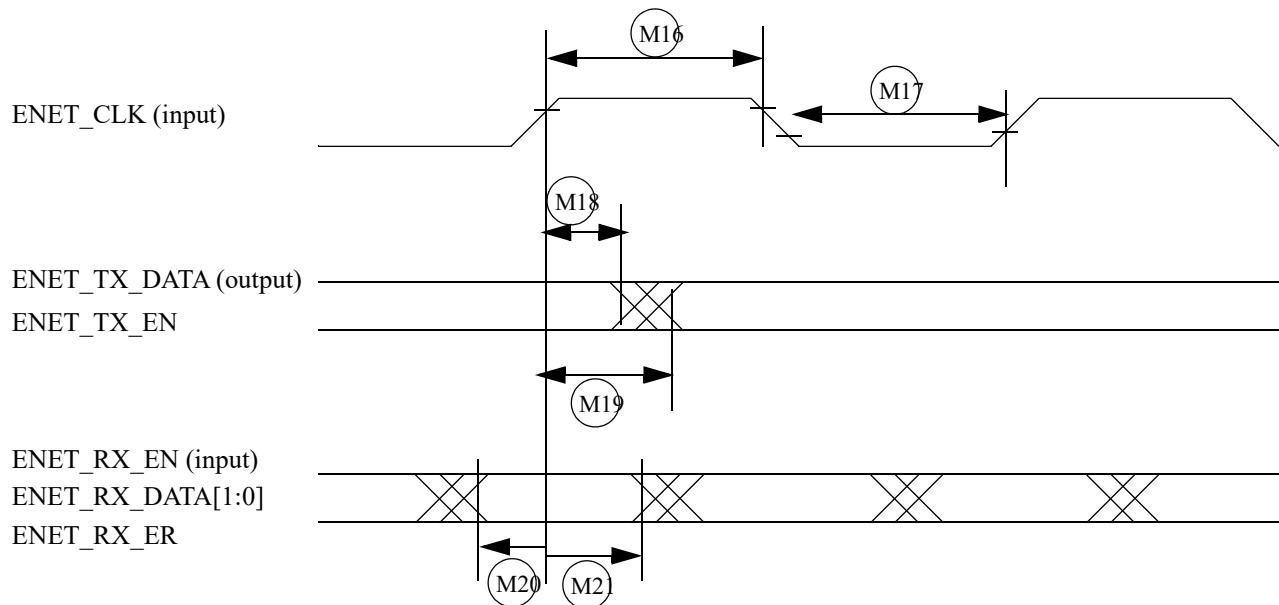 M16
ENET_CLK (input)
M17
M18
ENET_TX_DATA (output)
ENET_TX_EN
M19
ENET_RX_EN (input)
ENET_RX_DATA[1:0]
ENET_RX_ER
M20
M21